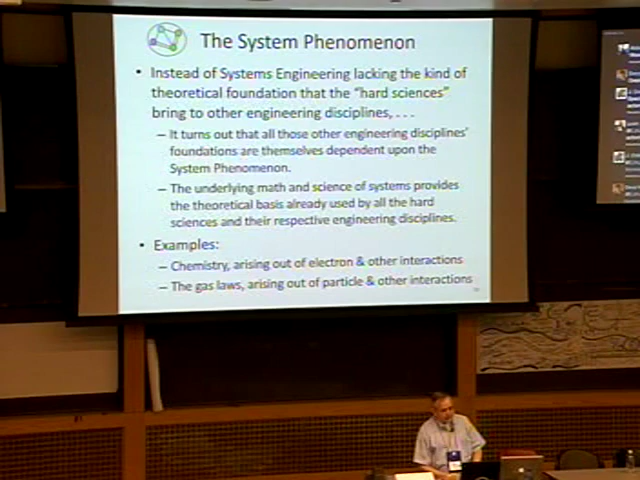 The System Phenomenon
• Instead of Systems Engineering lacking the kind of
theoretical foundation that the "hard sciences"
bring to other engineering disciplines, . . .
– It turns out that all those other engineering disciplines'
foundations are themselves dependent upon the
System Phenomenon.
– The underlying math and science of systems provides
the theoretical basis already used by all the hard
sciences and their respective engineering disciplines.
• Examples:
– Chemistry, arising out of electron & other interactions
– The gas laws, arising out of particle & other interactions